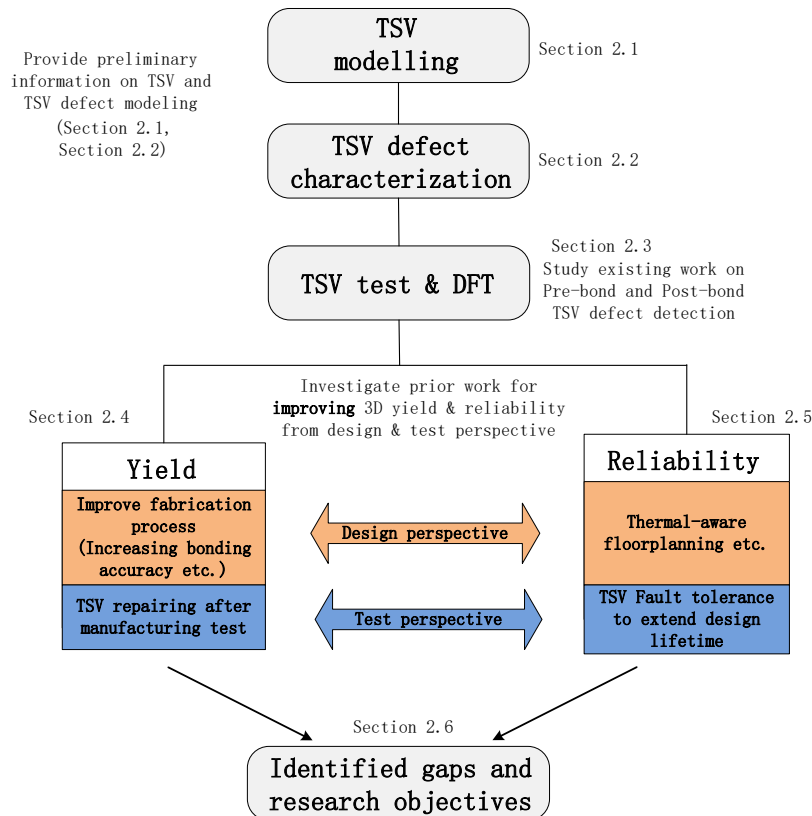 TSV
modelling
Section 2.1
Provide preliminary
information on TSV and
TSV defect modeling
(Section 2.1,
Section 2.2)
TSV defect
characterization
Section 2.2
TSV test & DFT
Section 2.3
Study existing work on
Pre-bond and Post-bond
TSV defect detection
Investigate prior work for
improving 3D yield & reliability
from design & test perspective
Section 2.4
Section 2.5
Yield
Improve fabrication
process
(Increasing bonding
accuracy etc.)
TSV repairing after
manufacturing test
Design perspective
Test perspective
Reliability
Thermal-aware
floorplanning etc.
TSV Fault tolerance
to extend design
lifetime
Section 2.6
Identified gaps and
research objectives